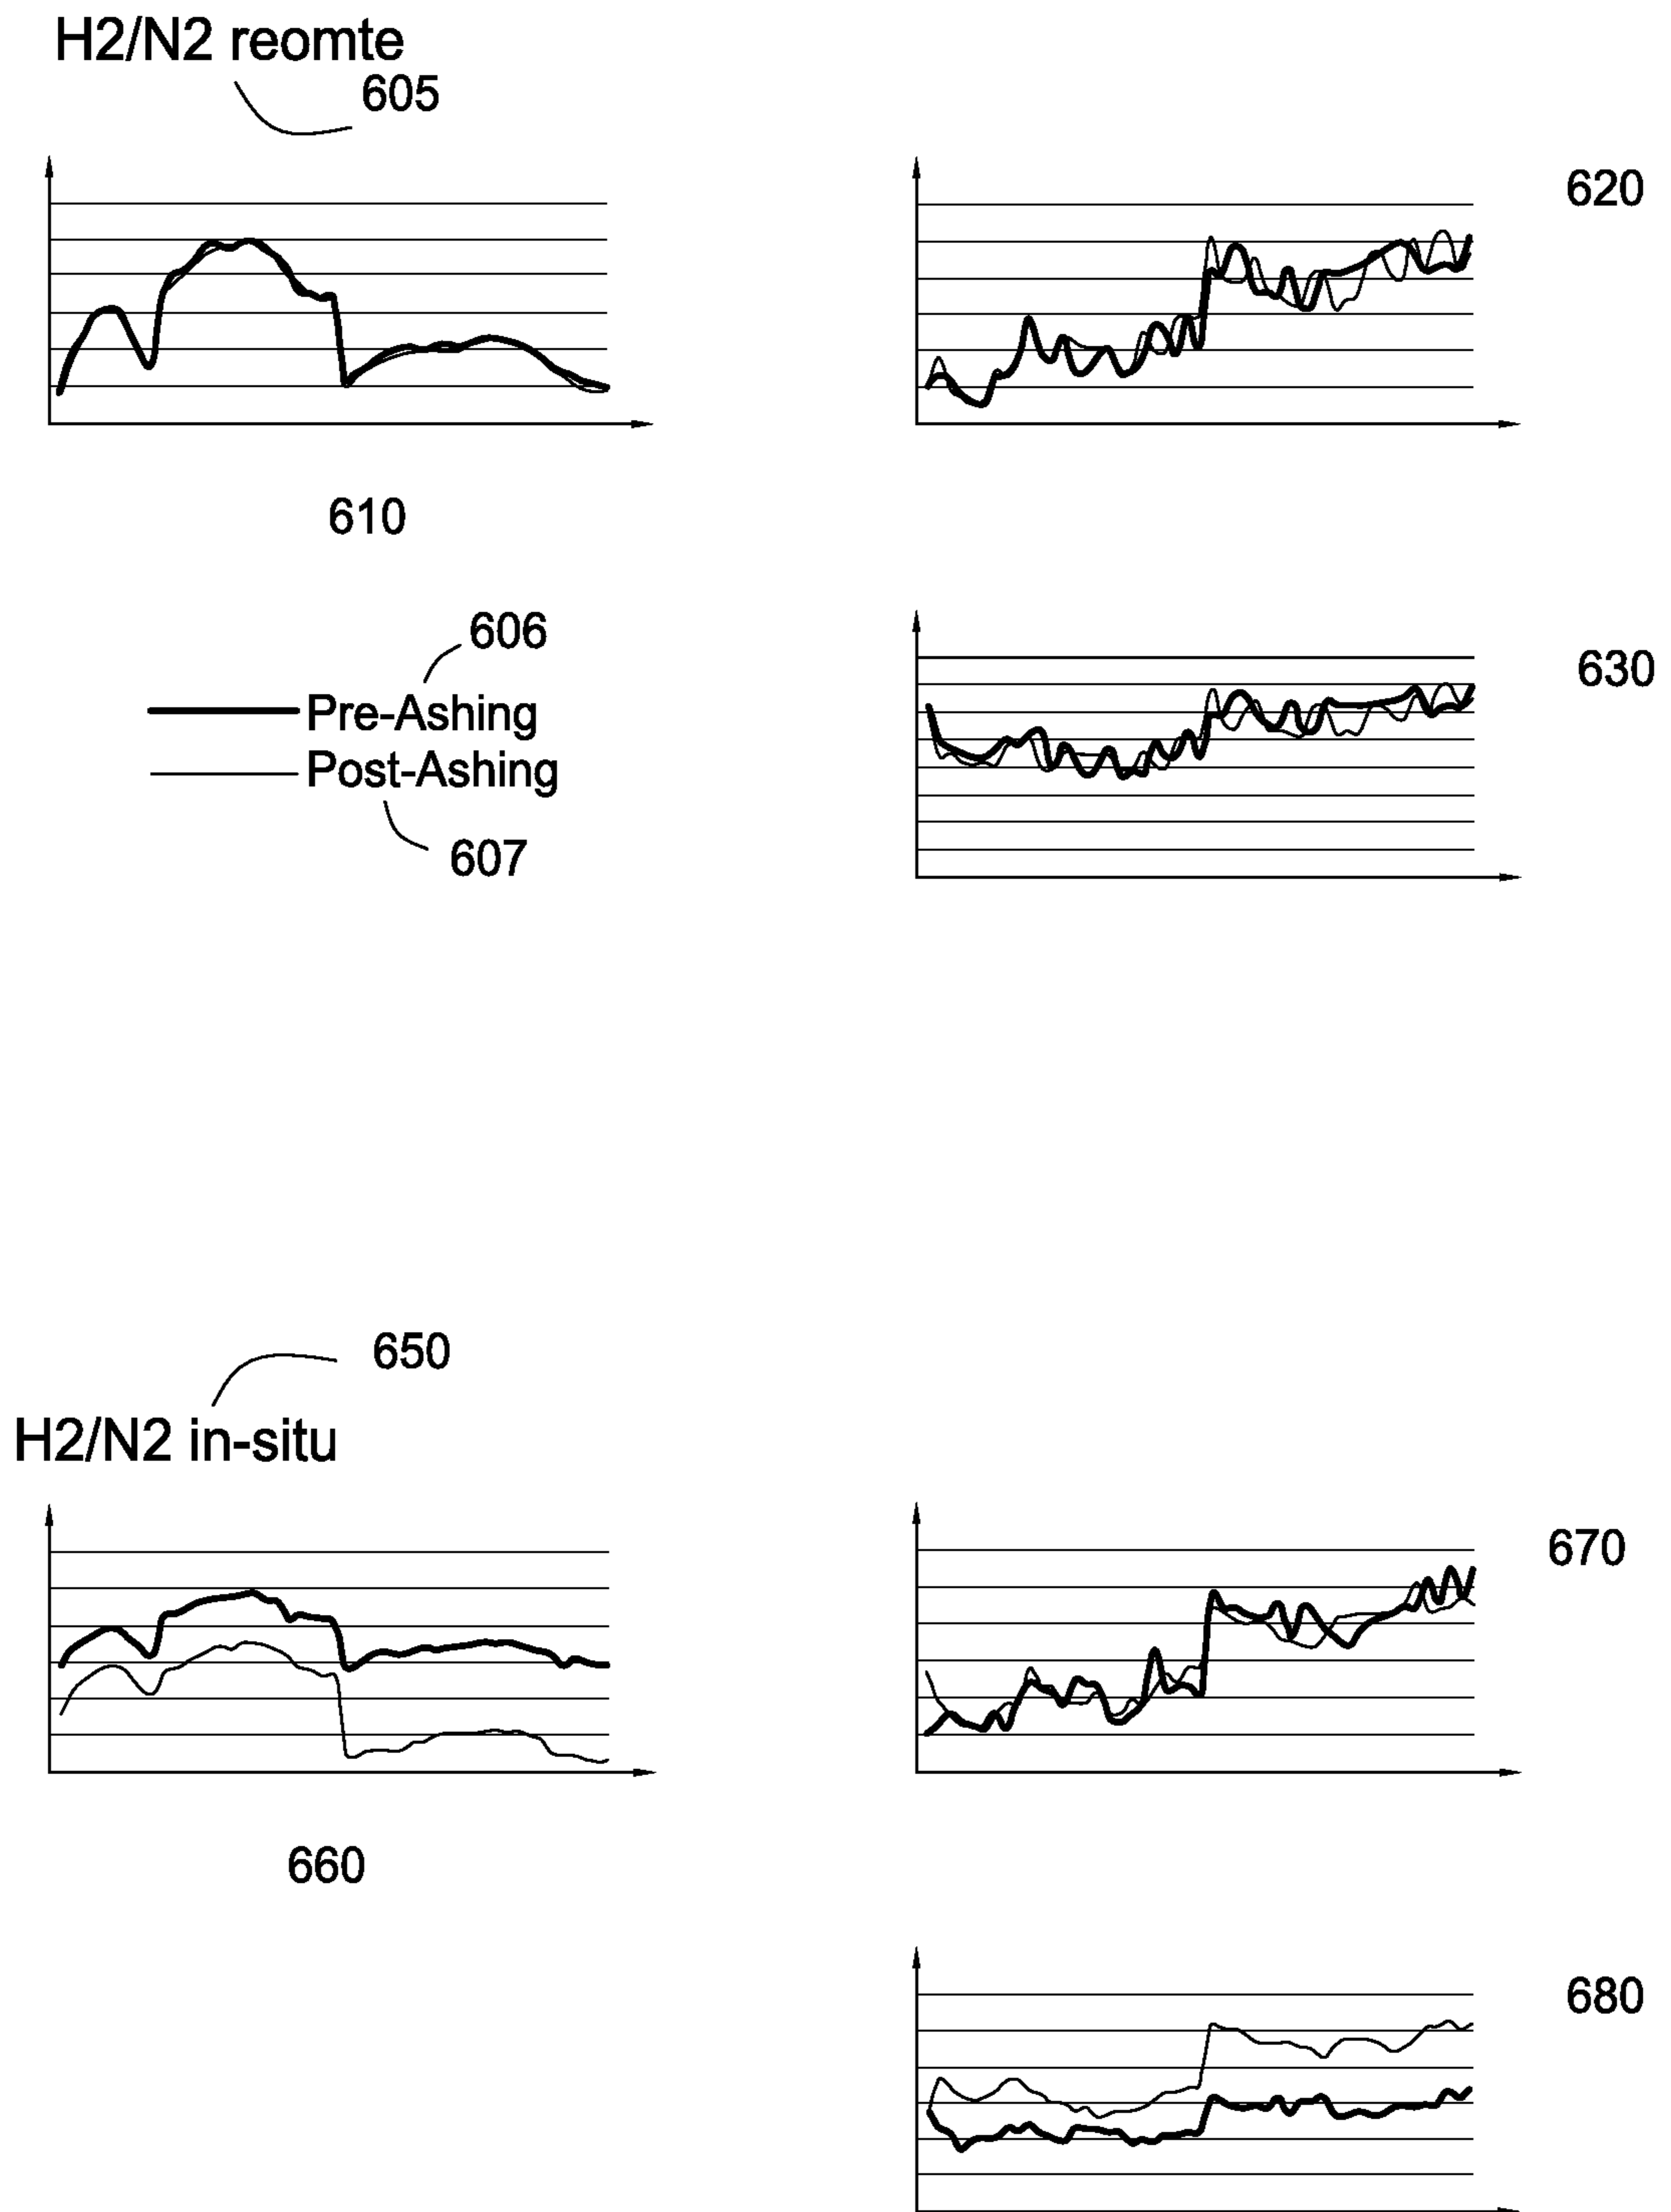 H2/N2 reomte
605
620
610
606
630
Pre-Ashing
Post-Ashing
607
650
H2/N2 in-situ
670
660
680